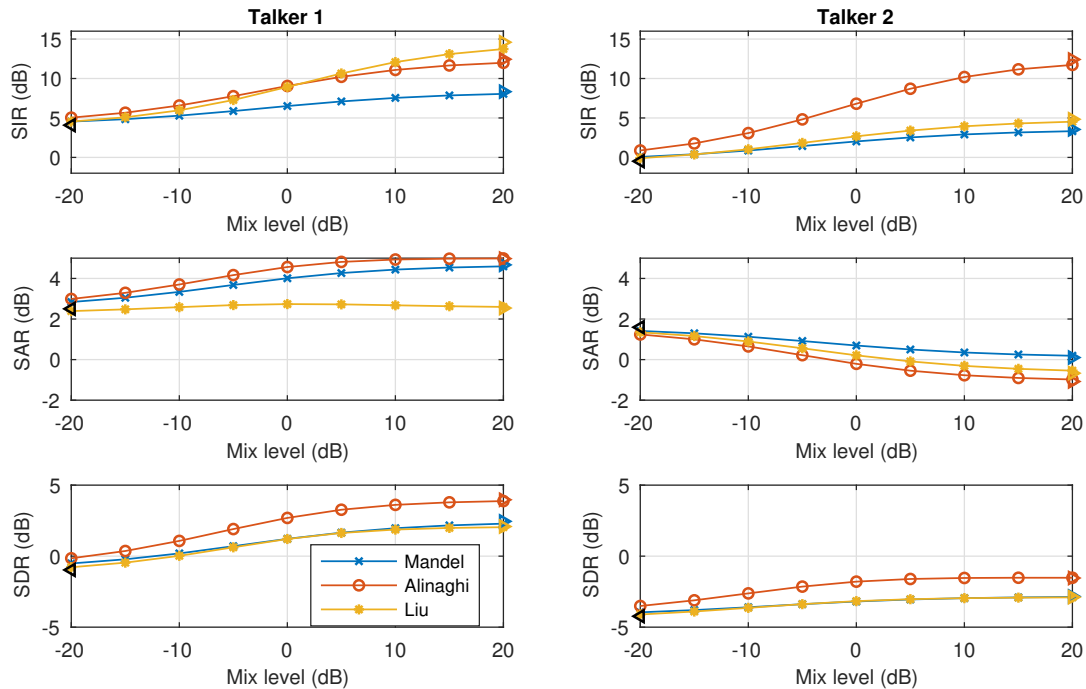 Talker 1
15
10
5
0
SIR (dB)
-20 -10 0 10 20
Mix level (dB)
Talker 2
15
10
5
0
SIR (dB)
-20 -10 0 10 20
Mix level (dB)
4
2
0
-2
SAR (dB)
-20 -10 0 10 20
Mix level (dB)
4
2
0
-2
SAR (dB)
-20 -10 0 10 20
Mix level (dB)
5
0
-5
SDR (dB)
Mandel
Alinaghi
Liu
-20 -10 0 10 20
Mix level (dB)
5
0
-5
SDR (dB)
-20 -10 0 10 20
Mix level (dB)